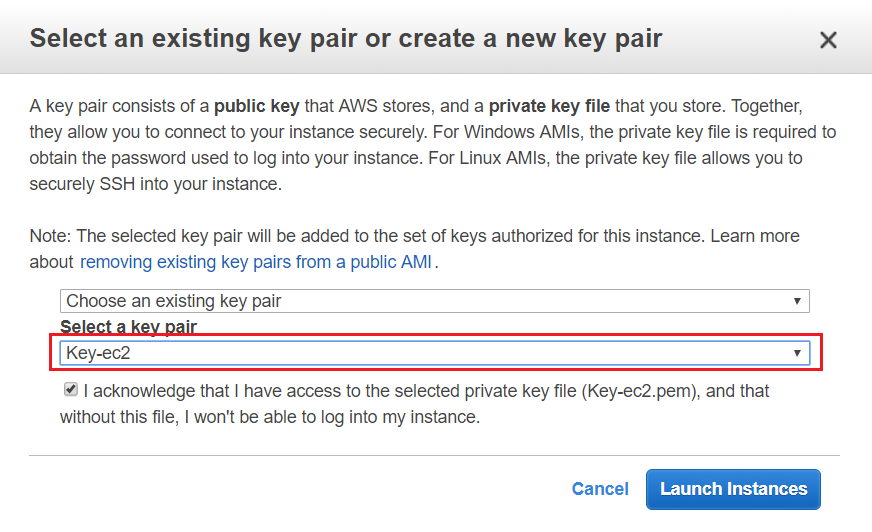 Select an existing key pair or create a new key pair
A key pair consists of a public key that AWS stores, and a private key file that you store. Together,
they allow you to connect to your instance securely. For Windows AMIs, the private key file is required to
obtain the password used to log into your instance. For Linux AMIs, the private key file allows you to
securely SSH into your instance.
Note: The selected key pair will be added to the set of keys authorized for this instance. Learn more
about removing existing key pairs from a public AMI.
Choose an existing key pair
Select a key pair
Key-ec2
I acknowledge that I have access to the selected private key file (Key-ec2.pem), and that
without this file, I won't be able to log into my instance.
Cancel Launch Instances